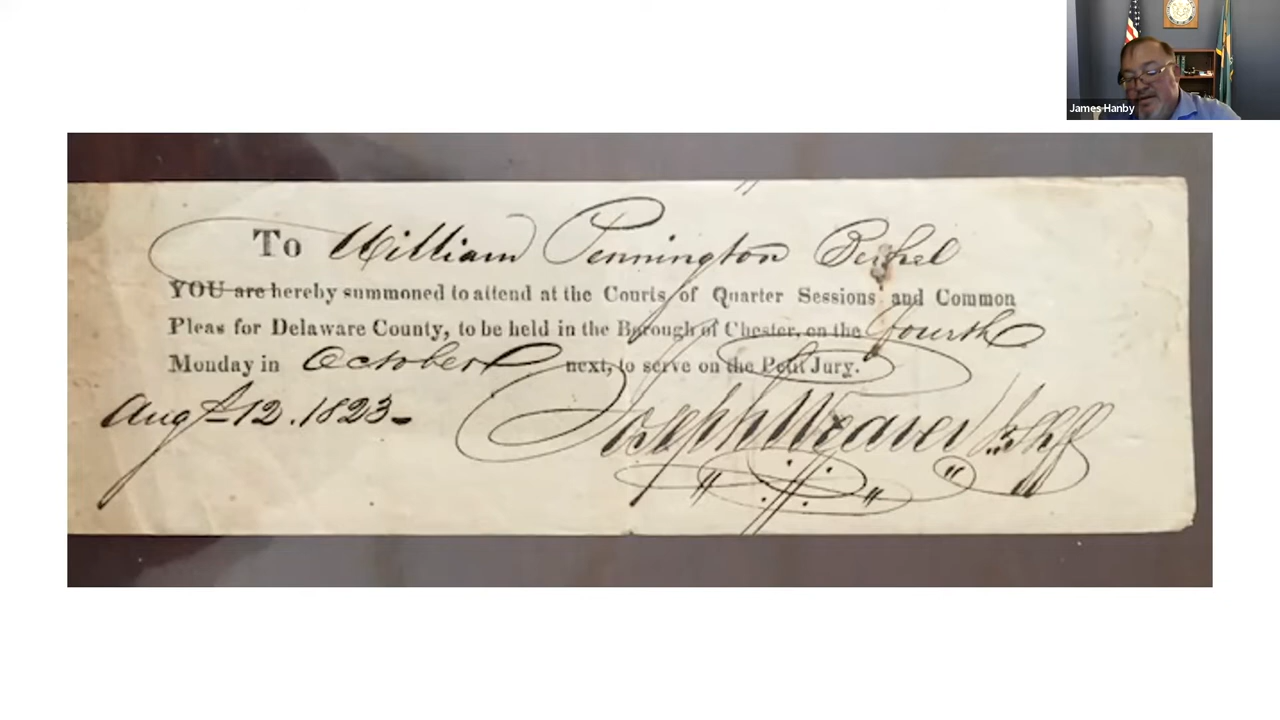 James Hanby
To William Pennington Bethel
YOU are hereby summoned to attend at the Courts of Quarter Sessions and Common
Pleas for Delaware County, to be held in the Borough of Chester, on the fourth
Monday in October next, to serve on the Petit Jury.
Augt 12. 1823-
Joseph Weaver Jr Shff